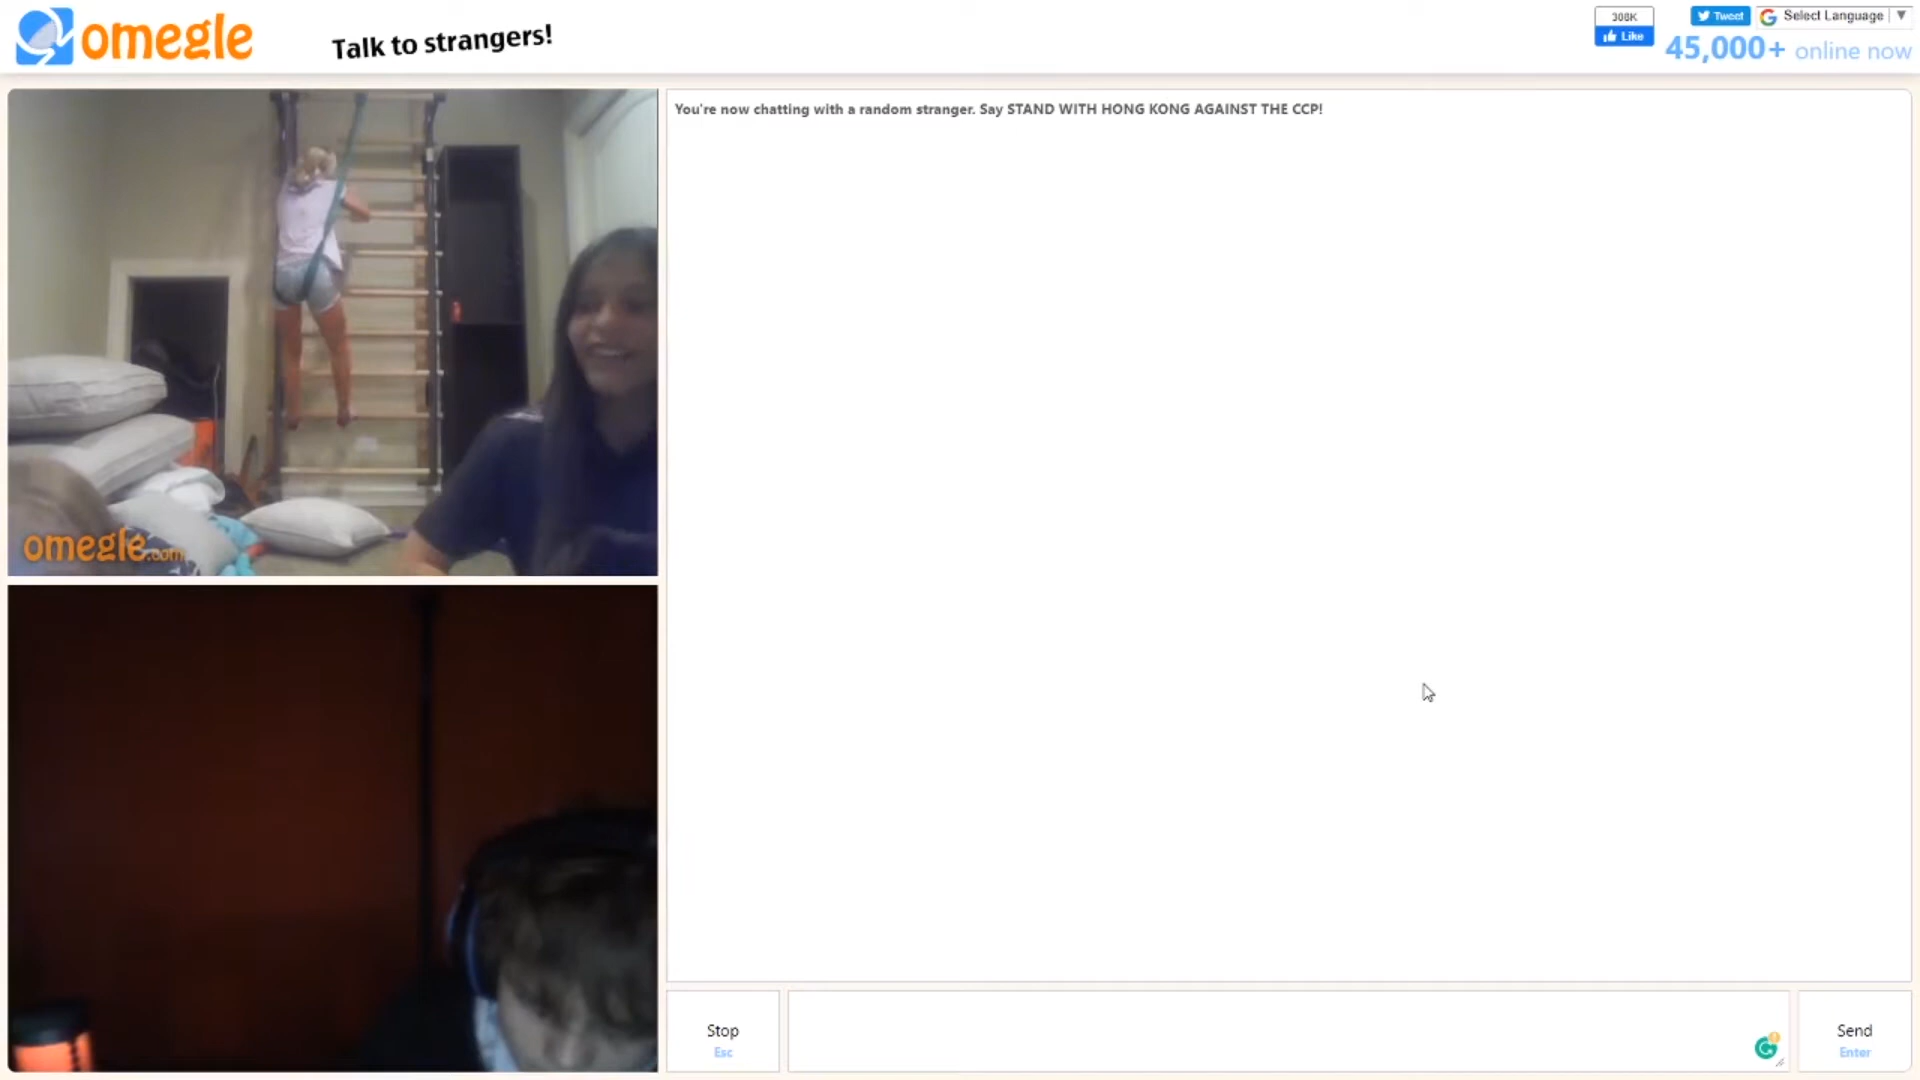 omegle
Talk to strangers!
308K
Like
Tweet
Select Language
45,000+ online now
You're now chatting with a random stranger. Say STAND WITH HONG KONG AGAINST THE CCP!
omegle.com
Stop
Esc
Send
Enter